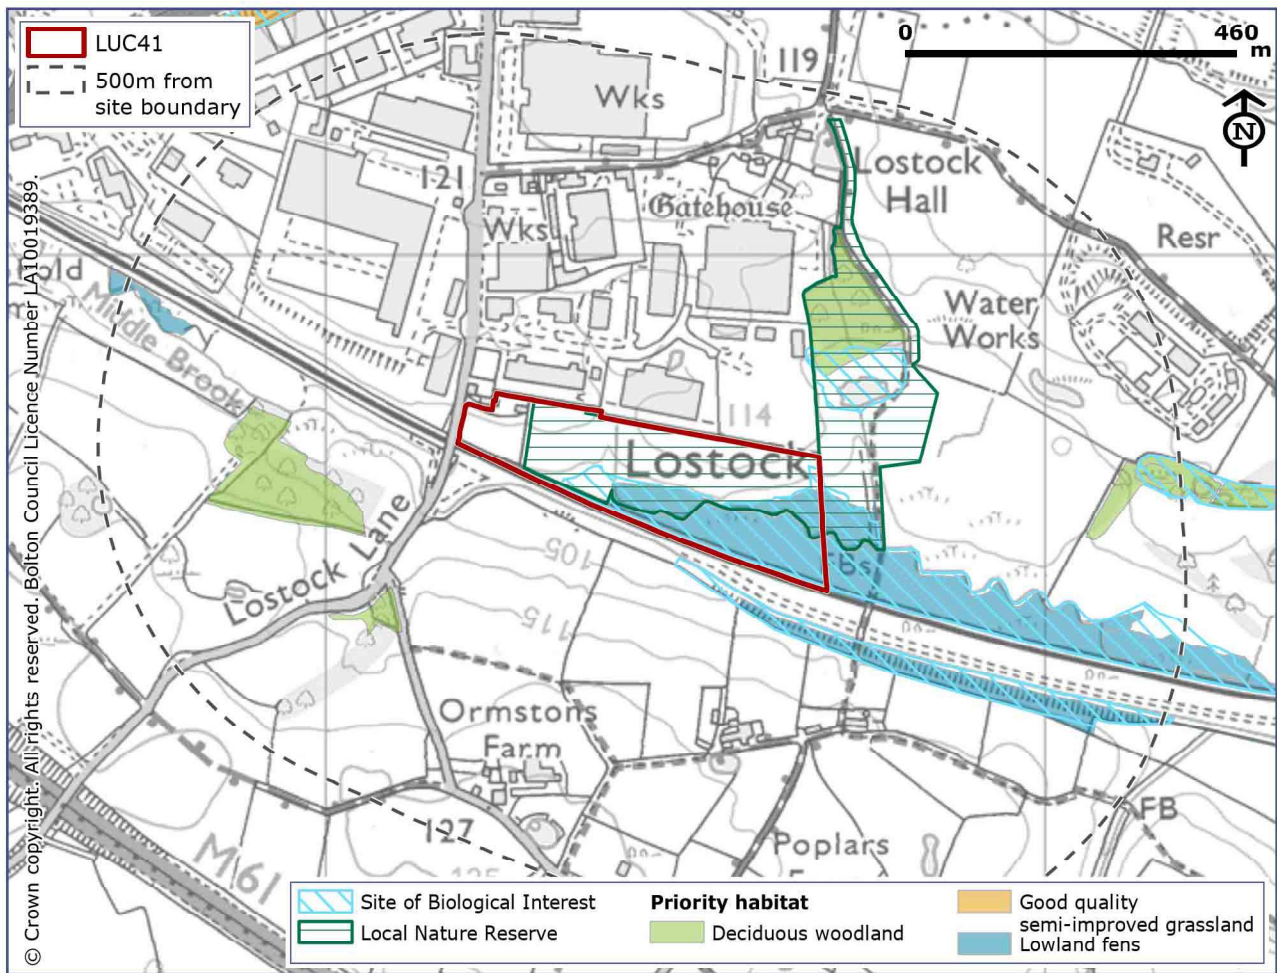 LUC41
500m from
site boundary
0 460
m
N
119
Wks
121
Lostock
Hall
Gatehouse
Wks
Resr
Water
Works
Middle Brook
114
Lostock
Lostock Lane
105
115
Ormstons
Farm
127
Poplars
FB
M61
© Crown copyright. All rights reserved. Bolton Council Licence Number LA100019389.
Site of Biological Interest
Local Nature Reserve
Priority habitat
Deciduous woodland
Good quality
semi-improved grassland
Lowland fens